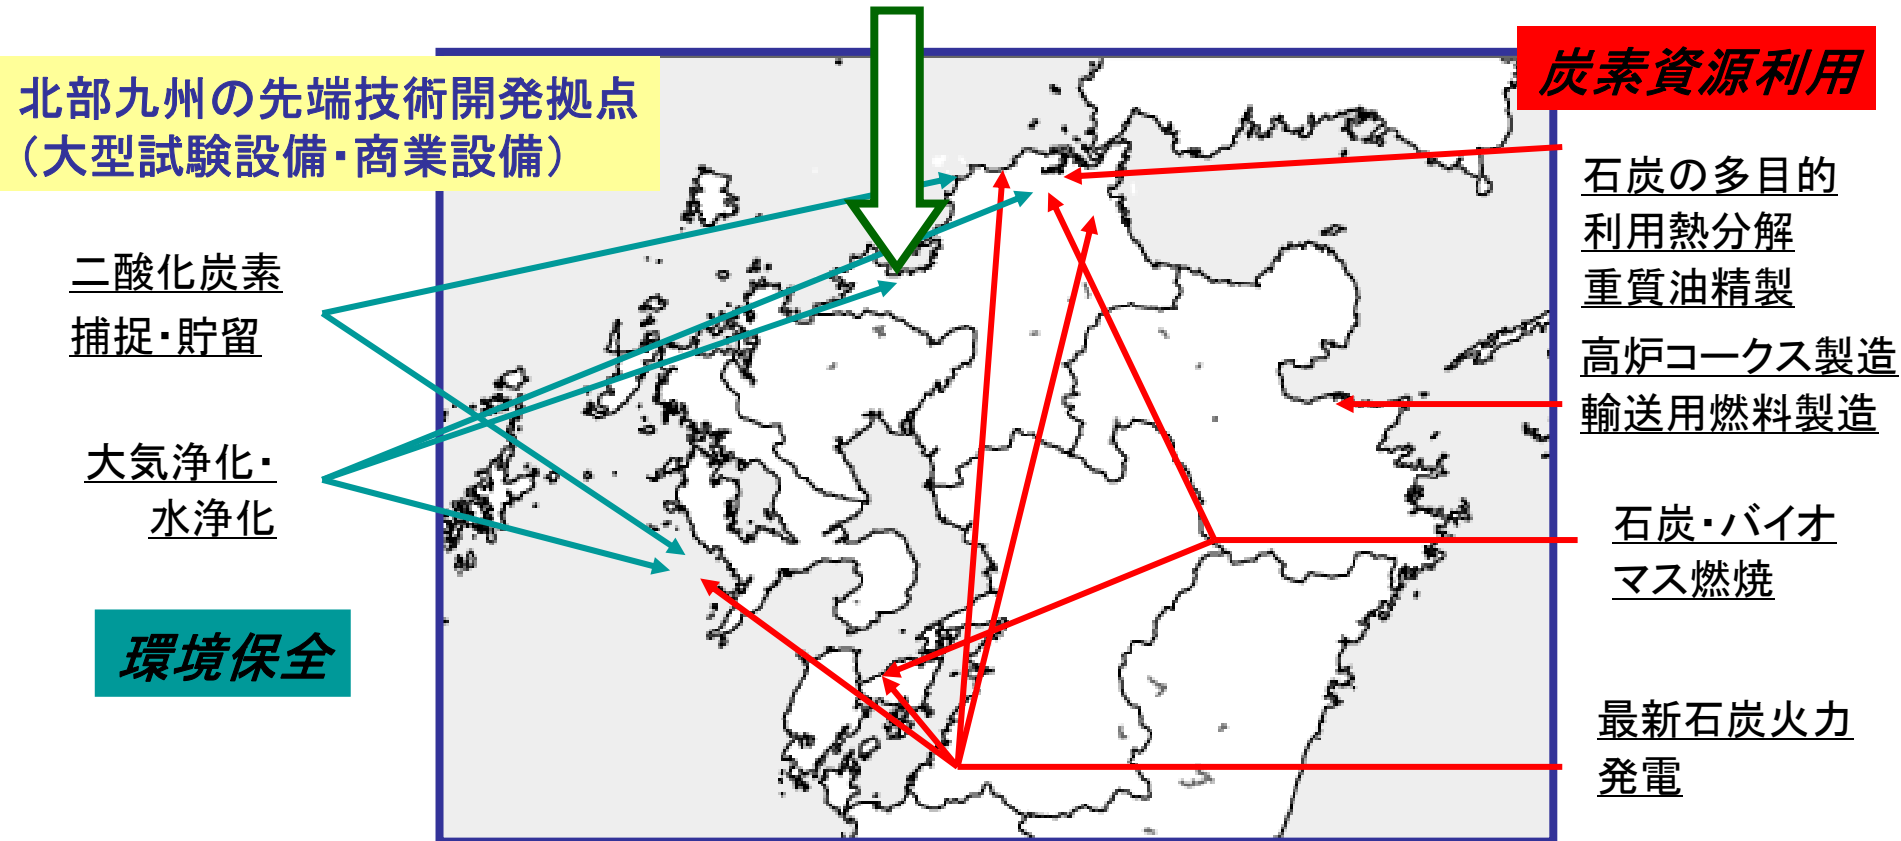 北部九州の先端技術開発拠点
（大型試験設備・商業設備）
炭素資源利用
石炭の多目的
利用熱分解
重質油精製
高炉コークス製造
輸送用燃料製造
石炭・バイオ
マス燃焼
最新石炭火力
発電
二酸化炭素
捕捉・貯留
大気浄化・
水浄化
環境保全